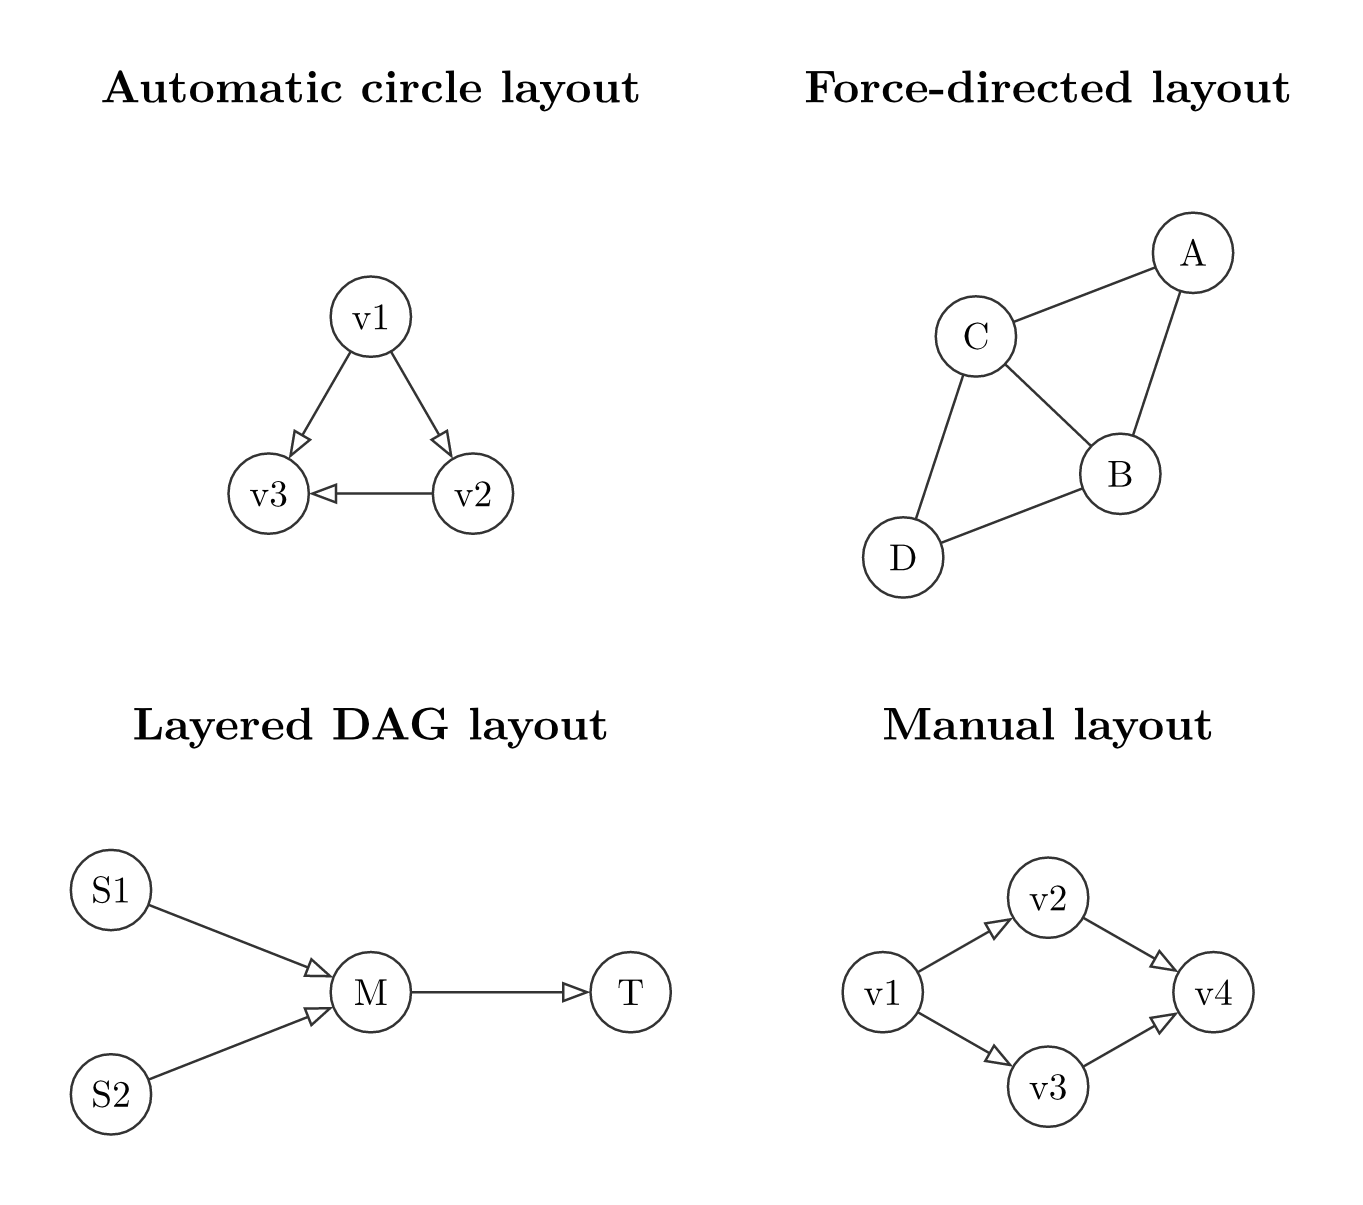 Automatic circle layout
Force-directed layout
v1
v3
v2
A
C
B
D
Layered DAG layout
Manual layout
S1
M
T
S2
v2
v1
v4
v3